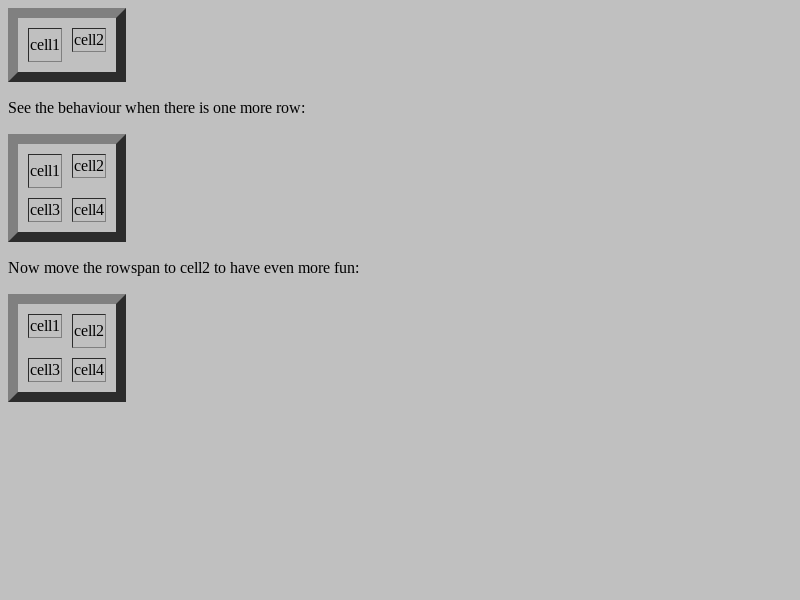 cell1 cell2
See the behaviour when there is one more row:
cell1 cell2
cell3 cell4
Now move the rowspan to cell2 to have even more fun:
cell1 cell2
cell3 cell4